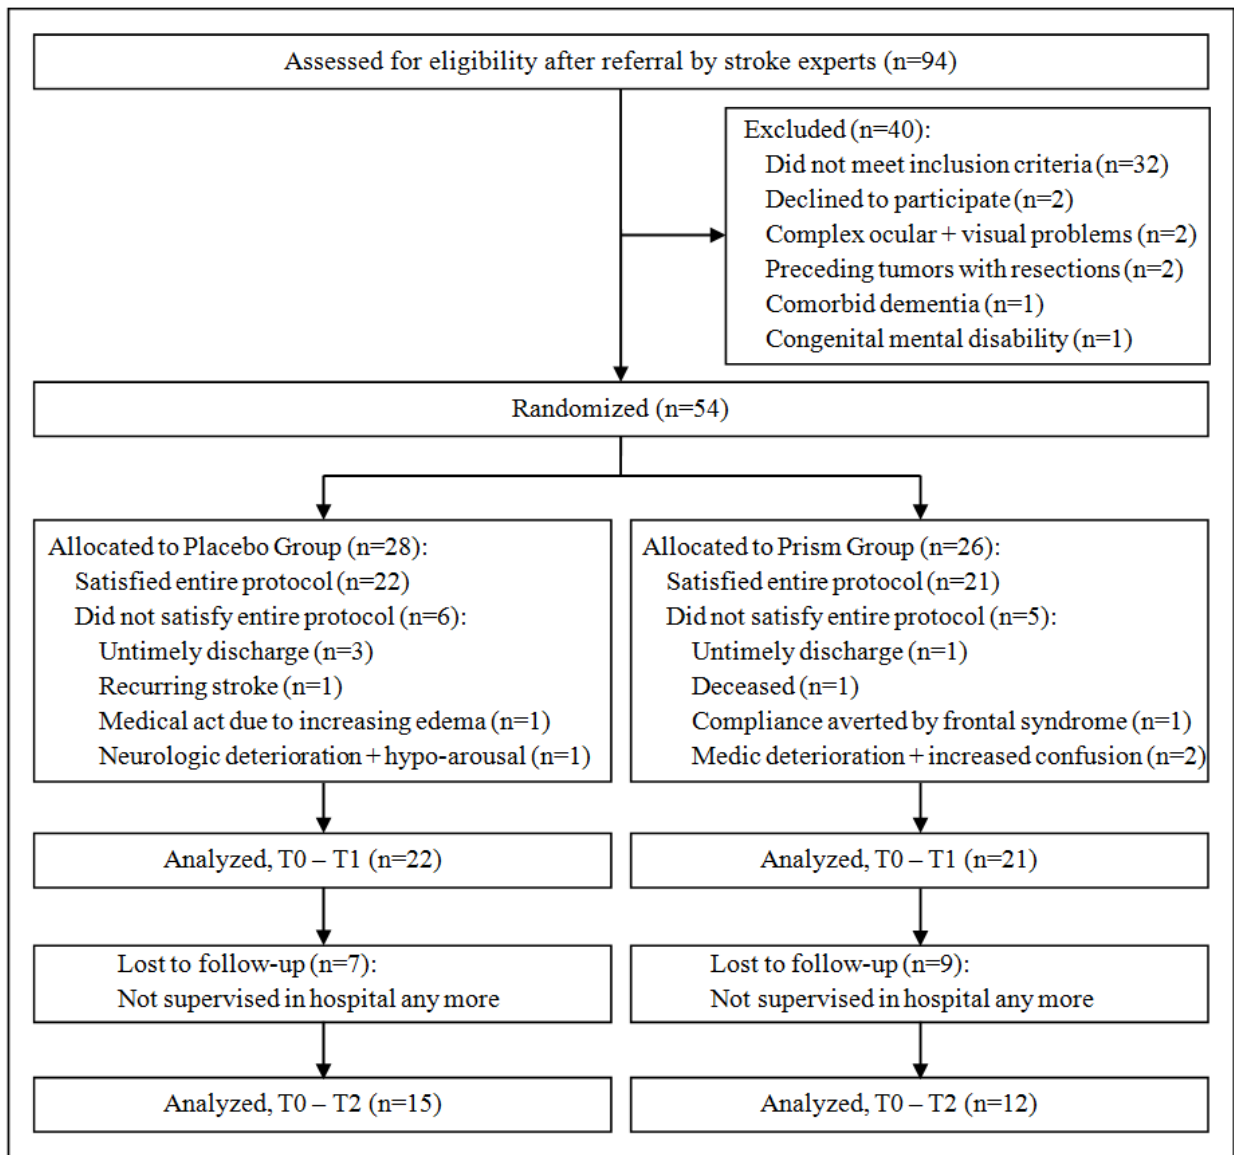 Assessed for eligibility after referral by stroke experts (n=94)
Excluded (n=40):
Did not meet inclusion criteria (n=32)
Declined to participate (n=2)
Complex ocular + visual problems (n=2)
Preceding tumors with resections (n=2)
Comorbid dementia (n=1)
Congenital mental disability (n=1)
Randomized (n=54)
Allocated to Placebo Group (n=28):
Satisfied entire protocol (n=22)
Did not satisfy entire protocol (n=6):
Untimely discharge (n=3)
Recurring stroke (n=1)
Medical act due to increasing edema (n=1)
Neurologic deterioration + hypo-arousal (n=1)
Allocated to Prism Group (n=26):
Satisfied entire protocol (n=21)
Did not satisfy entire protocol (n=5):
Untimely discharge (n=1)
Deceased (n=1)
Compliance averted by frontal syndrome (n=1)
Medic deterioration + increased confusion (n=2)
Analyzed, T0 – T1 (n=22)
Analyzed, T0 – T1 (n=21)
Lost to follow-up (n=7):
Not supervised in hospital any more
Lost to follow-up (n=9):
Not supervised in hospital any more
Analyzed, T0 – T2 (n=15)
Analyzed, T0 – T2 (n=12)